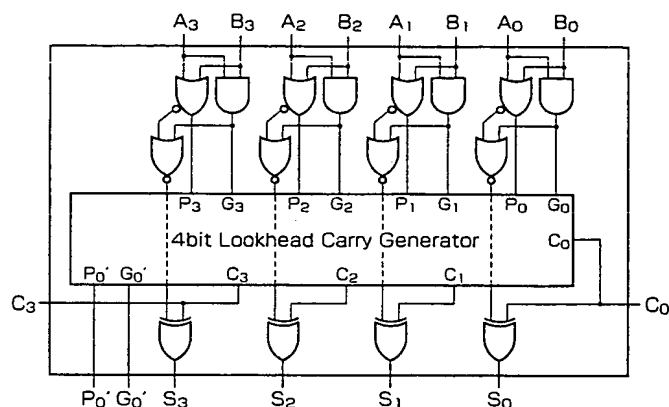 A3 B3 A2 B2 A1 B1 A0 B0
P3 G3 P2 G2 P1 G1 P0 G0
4bit Lookhead Carry Generator
C0
P0' G0' C3 C2 C1
C3 C0
P0' G0' S3 S2 S1 S0